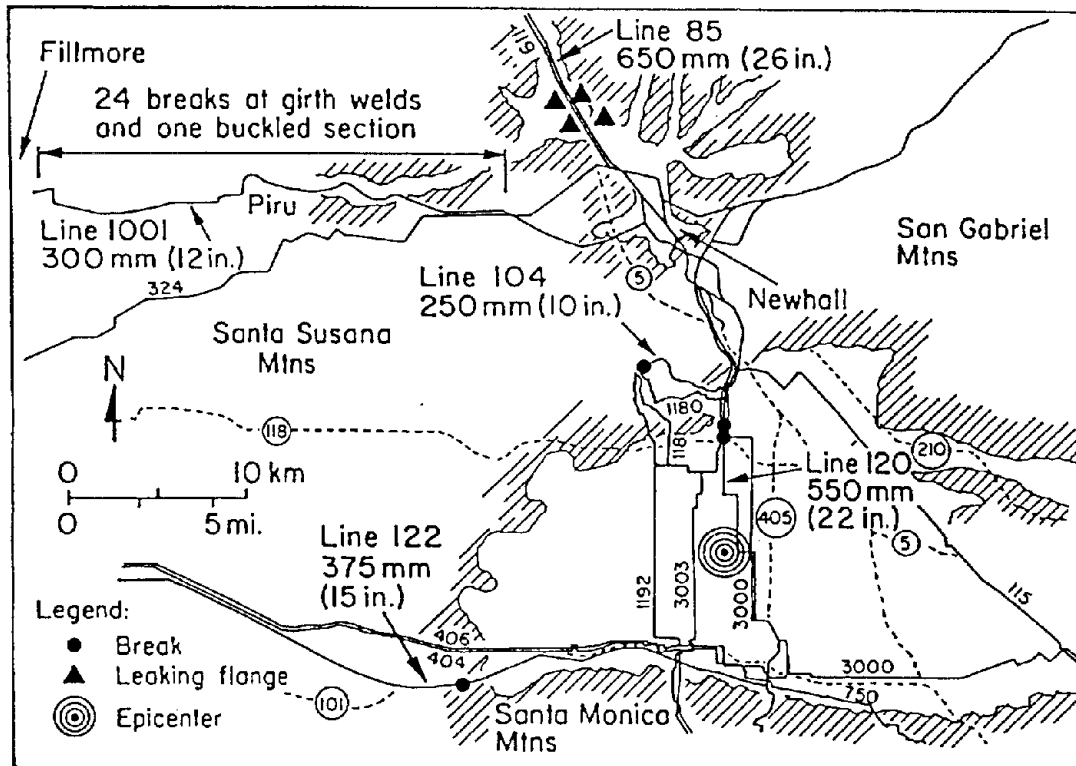 Line 85
650 mm (26 in.)
1119
Fillmore
24 breaks at girth welds
and one buckled section
Piru
Line 1001
300 mm (12 in.)
324
San Gabriel
Mtns
5
Line 104
250 mm (10 in.)
Newhall
Santa Susana
Mtns
N
1180
1181
118
210
0 10 km
0 5 mi.
Line 120
550 mm
(22 in.)
405
5
Line 122
375 mm
(15 in.)
1192
3003
3000
115
Legend:
Break
Leaking flange
Epicenter
406
404
101
3000
750
Santa Monica
Mtns